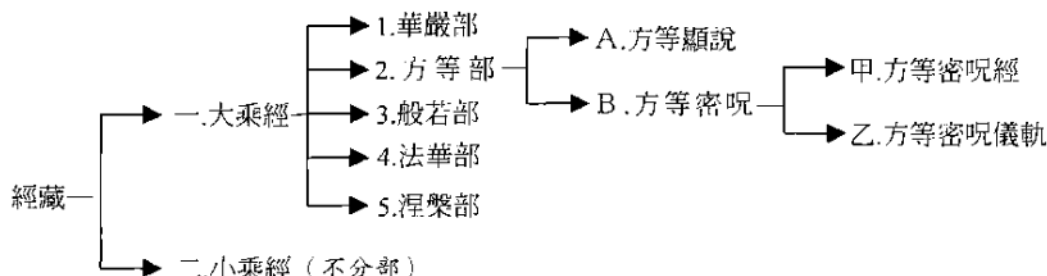 經藏
一.大乘經
1.華嚴部
2.方等部
A.方等顯說
B.方等密呪
甲.方等密呪經
乙.方等密呪儀軌
3.般若部
4.法華部
5.涅槃部
二.小乘經（不分部）